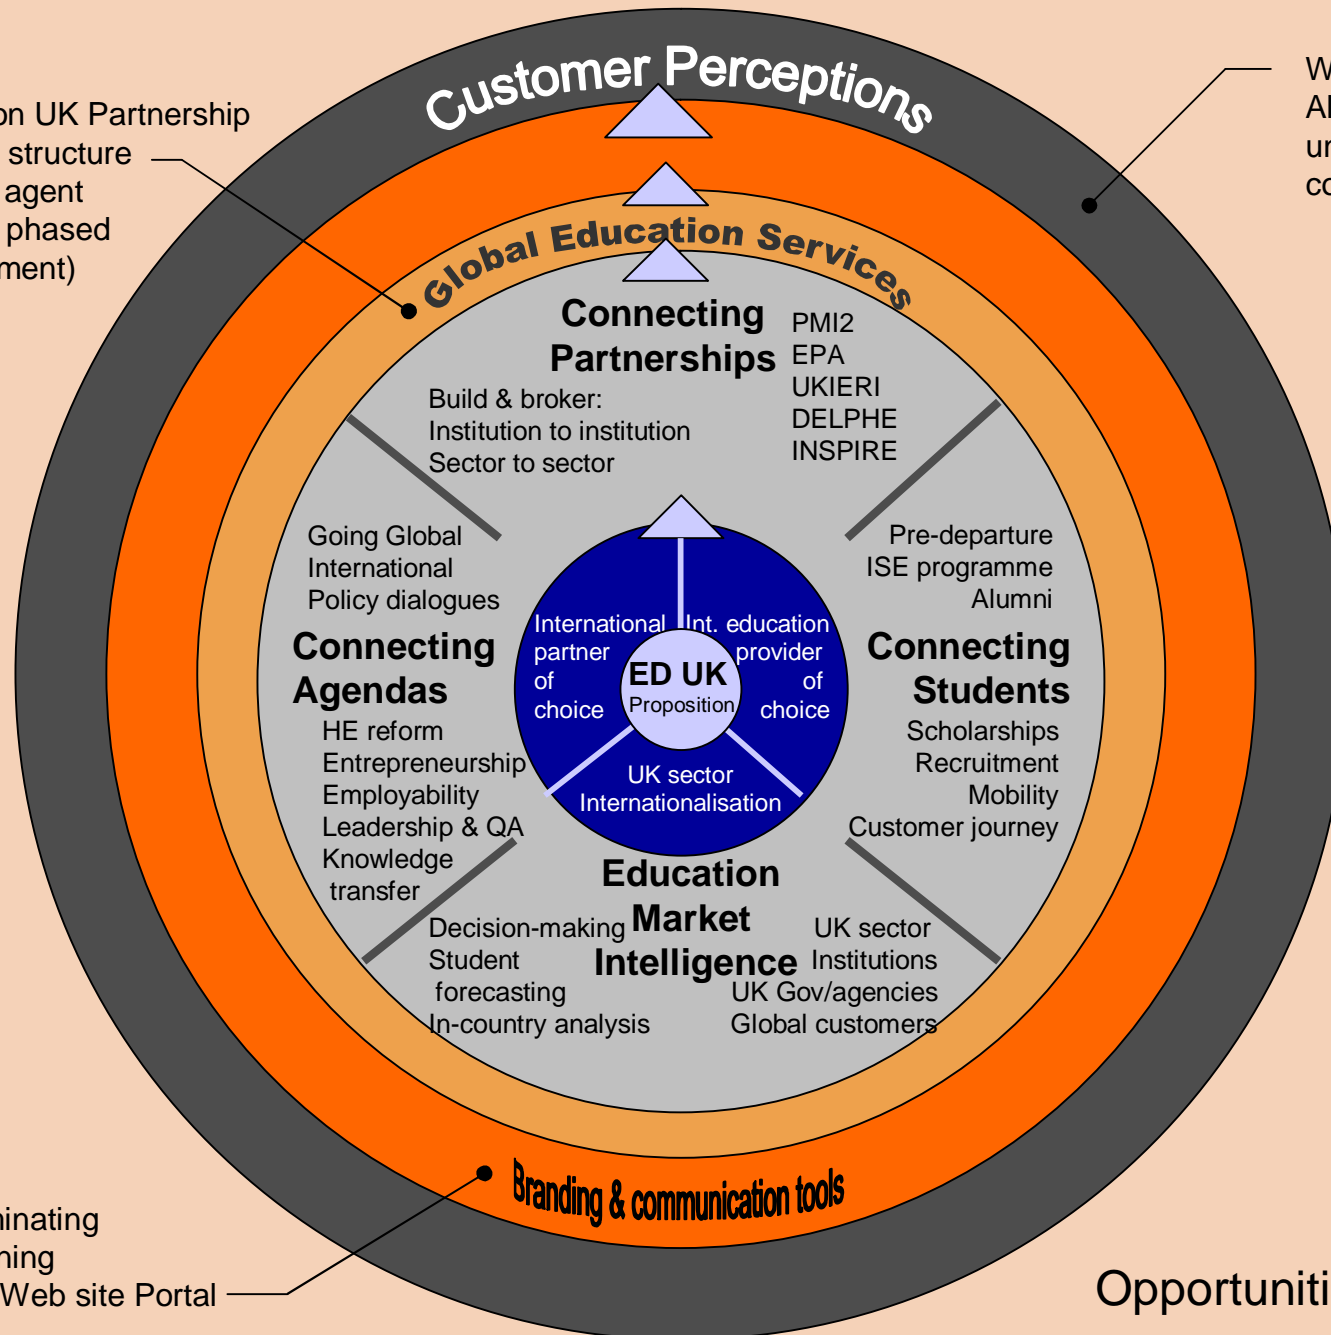 Customer Perceptions
on UK Partnership
structure
agent
phased
Global Education Services
Connecting
Partnerships
PMI2
EPA
UKIERI
DELPHE
INSPIRE
Build & broker:
Institution to institution
Sector to sector
Going Global
International
Policy dialogues
Connecting
Agendas
HE reform
Entrepreneurship
Employability
Leadership & QA
Knowledge
transfer
International
partner
of
choice
Int. education
provider
of
choice
ED UK
Proposition
UK sector
Internationalisation
Pre-departure
ISE programme
Alumni
Connecting
Students
Scholarships
Recruitment
Mobility
Customer journey
Education
Market
Intelligence
Decision-making
Student
forecasting
In-country analysis
UK sector
Institutions
UK Gov/agencies
Global customers
Branding & communication tools
Web site Portal